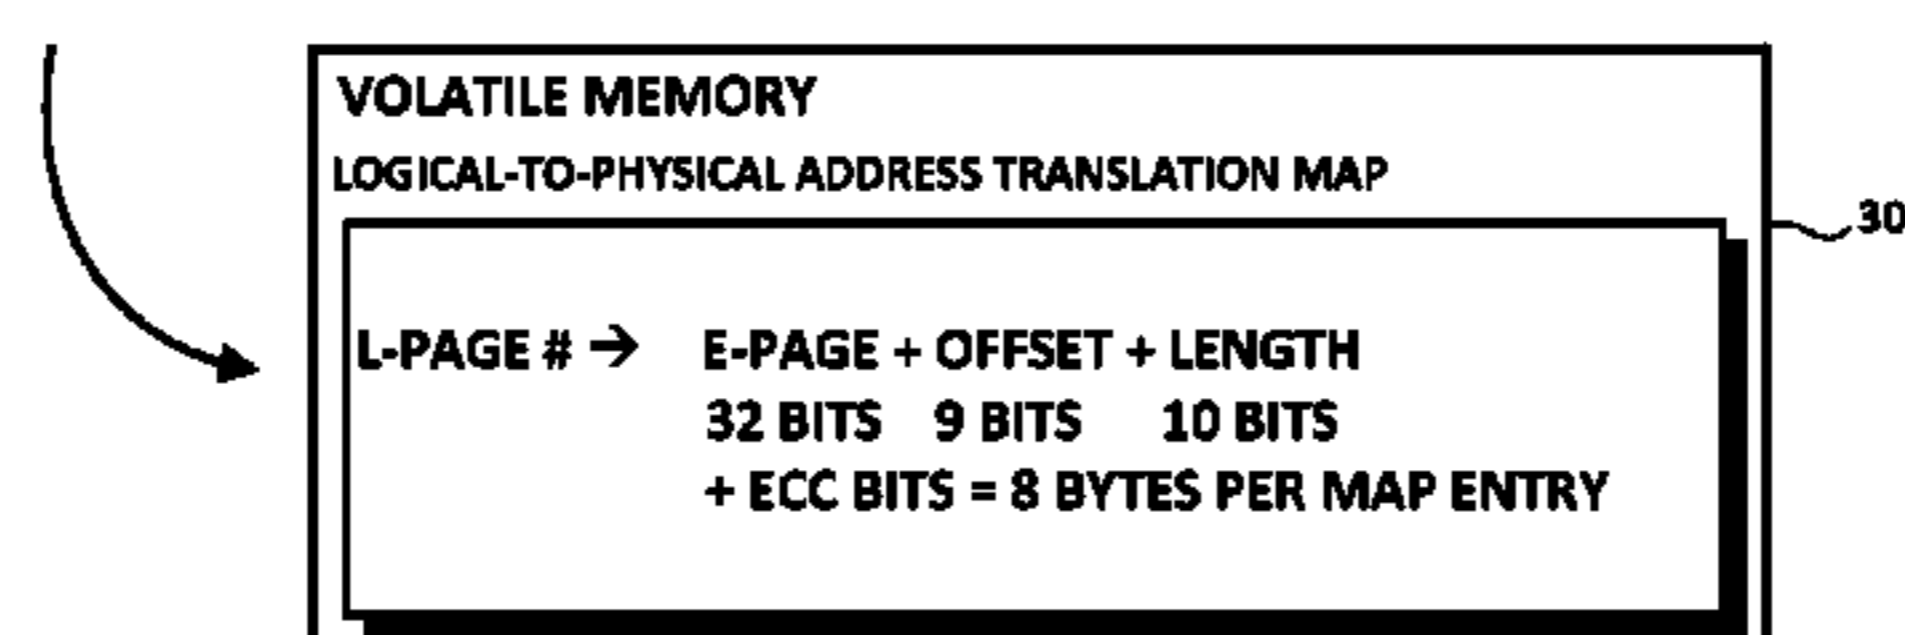 VOLATILE MEMORY
LOGICAL-TO-PHYSICAL ADDRESS TRANSLATION MAP
30
L-PAGE # → E-PAGE + OFFSET + LENGTH
32 BITS 9 BITS 10 BITS
+ ECC BITS = 8 BYTES PER MAP ENTRY